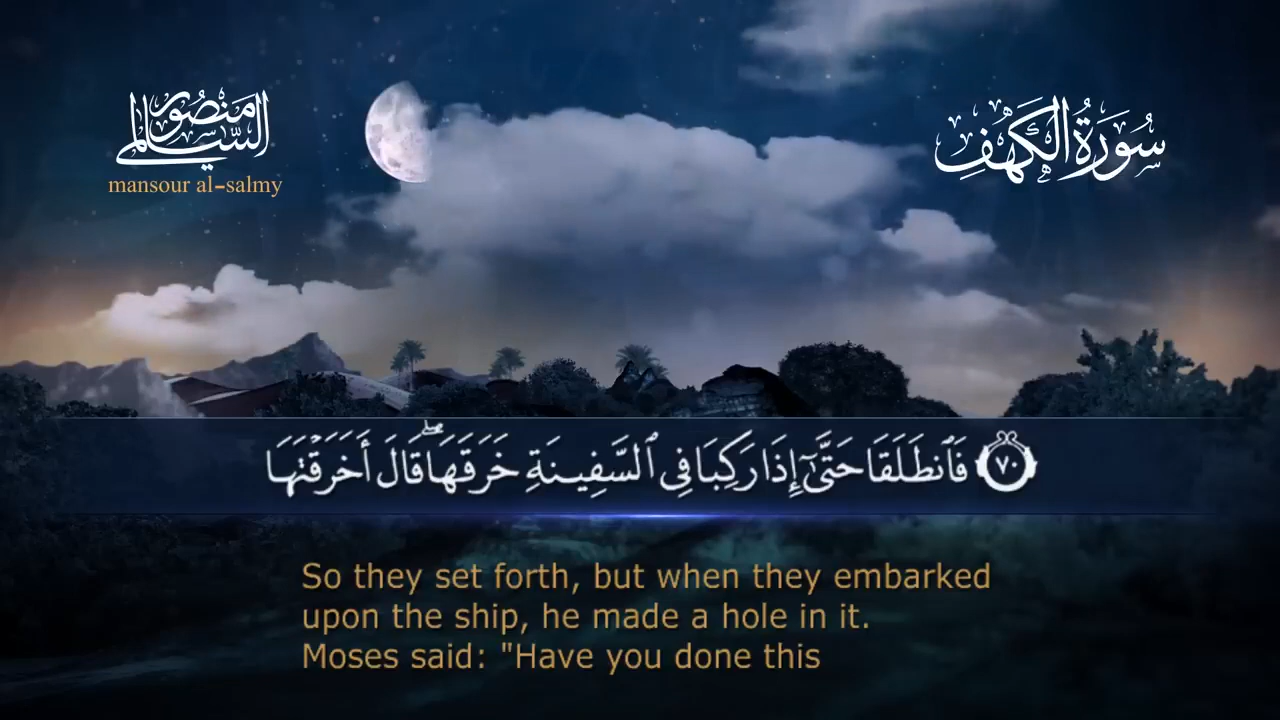 منصور السالمي
mansour al-salmy
سُورَةُ الكَهْفِ
٧٠ فَٱنطَلَقَا حَتَّىٰٓ إِذَا رَكِبَا فِى ٱلسَّفِينَةِ خَرَقَهَا ۖ قَالَ أَخَرَقْتَهَا
So they set forth, but when they embarked
upon the ship, he made a hole in it.
Moses said: "Have you done this